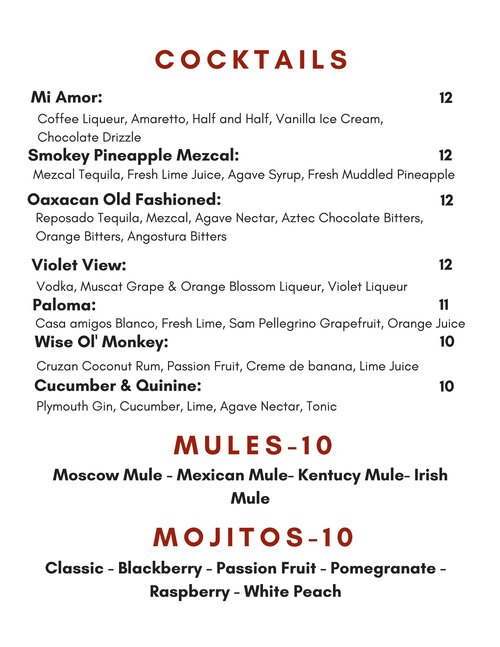 COCKTAILS
Mi Amor: 12
Coffee Liqueur, Amaretto, Half and Half, Vanilla Ice Cream,
Chocolate Drizzle
Smokey Pineapple Mezcal: 12
Mezcal Tequila, Fresh Lime Juice, Agave Syrup, Fresh Muddled Pineapple
Oaxacan Old Fashioned: 12
Reposado Tequila, Mezcal, Agave Nectar, Aztec Chocolate Bitters,
Orange Bitters, Angostura Bitters
Violet View: 12
Vodka, Muscat Grape & Orange Blossom Liqueur, Violet Liqueur
Paloma: 11
Casa amigos Blanco, Fresh Lime, Sam Pellegrino Grapefruit, Orange Juice
Wise Ol' Monkey: 10
Cruzan Coconut Rum, Passion Fruit, Creme de banana, Lime Juice
Cucumber & Quinine: 10
Plymouth Gin, Cucumber, Lime, Agave Nectar, Tonic
MULES-10
Moscow Mule - Mexican Mule- Kentucy Mule- Irish
Mule
MOJITOS-10
Classic - Blackberry - Passion Fruit - Pomegranate -
Raspberry - White Peach